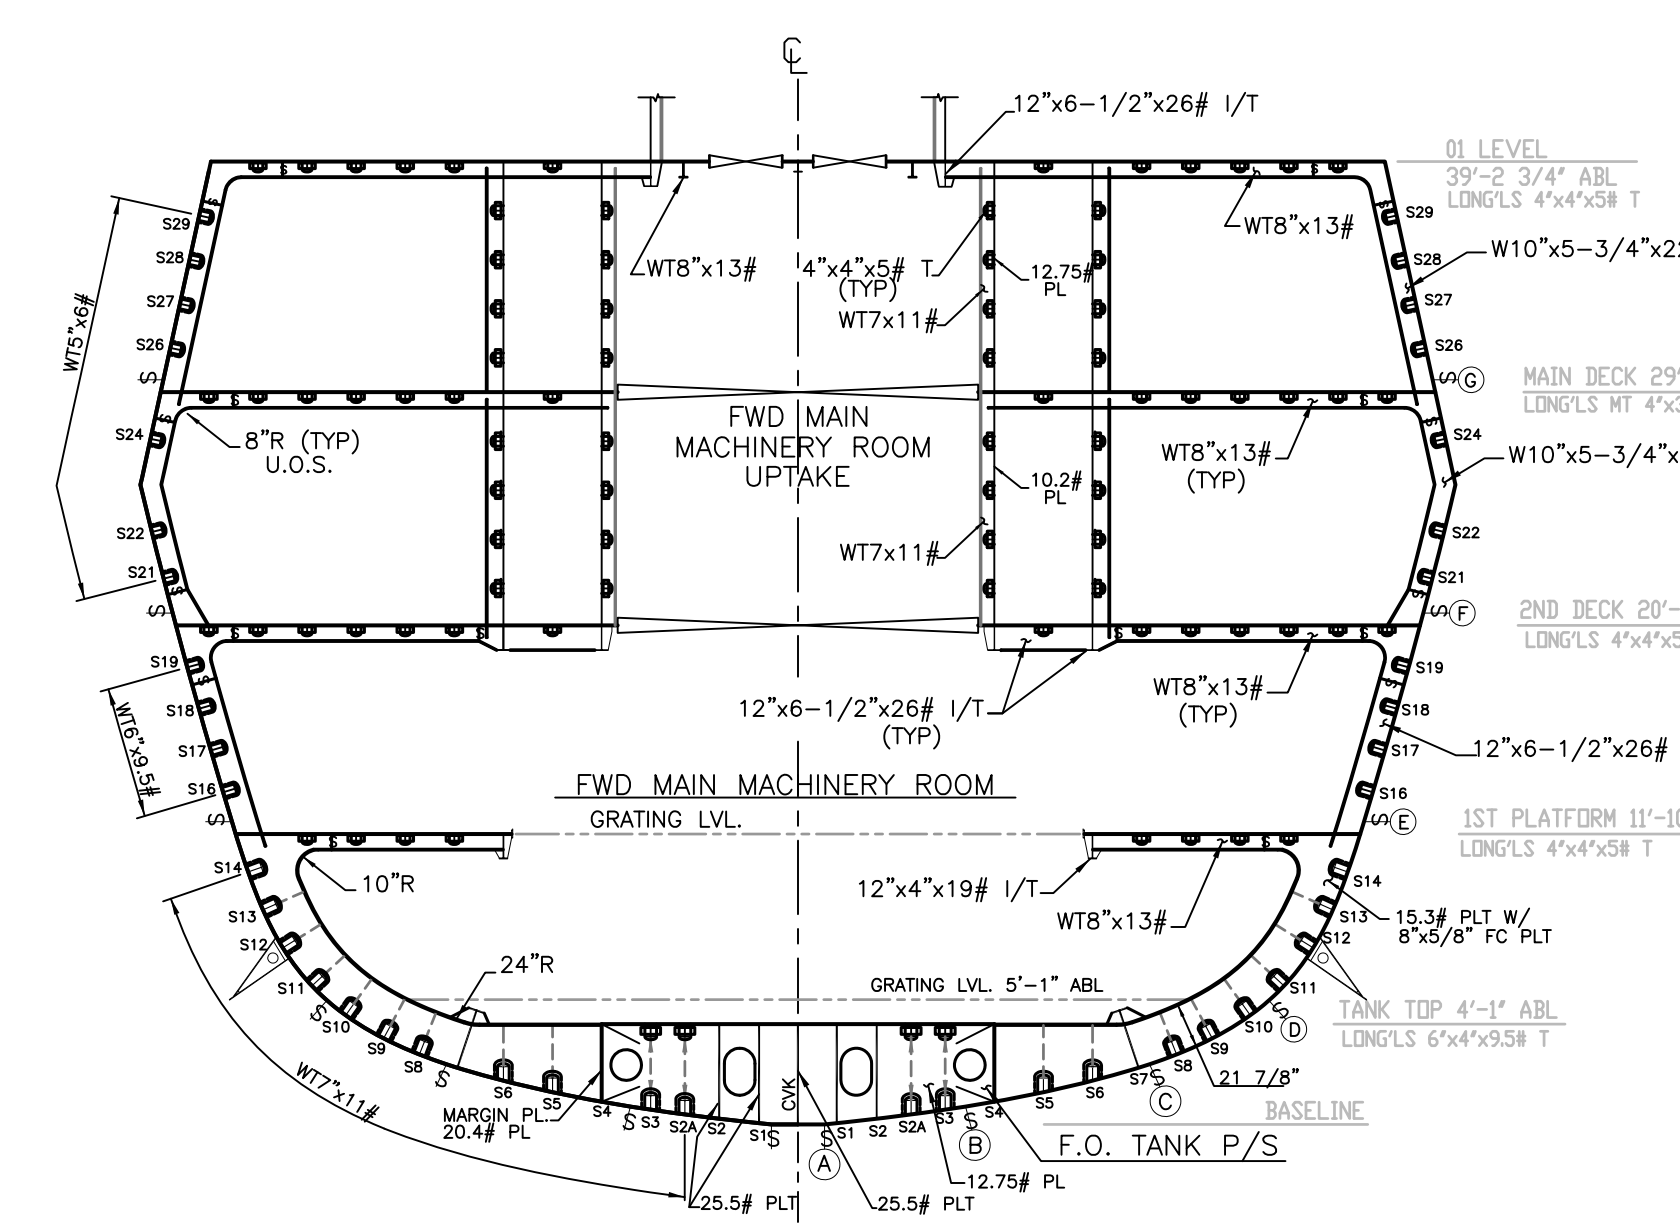 CL
12"x6-1/2"x26# I/T
01 LEVEL
39'-2 3/4" ABL
LONG'LS 4"x4"x5# T
S29
S28
S27
S26
WT5"x6#
WT8"x13#
4"x4"x5# T
(TYP)
12.75#
PL
WT7x11#
WT8"x13#
S29
S28
S27
S26
W10"x5-3/4"x22
G
MAIN DECK 29'
LONG'LS MT 4"x3
FWD MAIN
MACHINERY ROOM
UPTAKE
8"R (TYP)
U.O.S.
S24
S22
S21
10.2#
PL
WT7x11#
WT8"x13#
(TYP)
S24
W10"x5-3/4"x
S22
S21
F
2ND DECK 20'-
LONG'LS 4"x4"x5
S19
S18
S17
S16
WT6"x9.5#
12"x6-1/2"x26# I/T
(TYP)
WT8"x13#
(TYP)
S19
S18
S17
S16
12"x6-1/2"x26#
E
FWD MAIN MACHINERY ROOM
GRATING LVL.
1ST PLATFORM 11'-10
LONG'LS 4"x4"x5# T
S14
S13
S12
S11
S10
S9
S8
10"R
24"R
12"x4"x19# I/T
WT8"x13#
S14
S13
S12
S11
S10
S9
S8
S7
15.3# PLT W/
8"x5/8" FC PLT
GRATING LVL. 5'-1" ABL
TANK TOP 4'-1" ABL
LONG'LS 6"x4"x9.5# T
D
21 7/8"
C
WT7"x11#
S6
S5
S4
S3
S2A
S2
S1
CVK
S1
S2
S2A
S3
S4
S5
S6
MARGIN PL.
20.4# PL
BASELINE
F.O. TANK P/S
A
B
12.75# PL
25.5# PLT
25.5# PLT